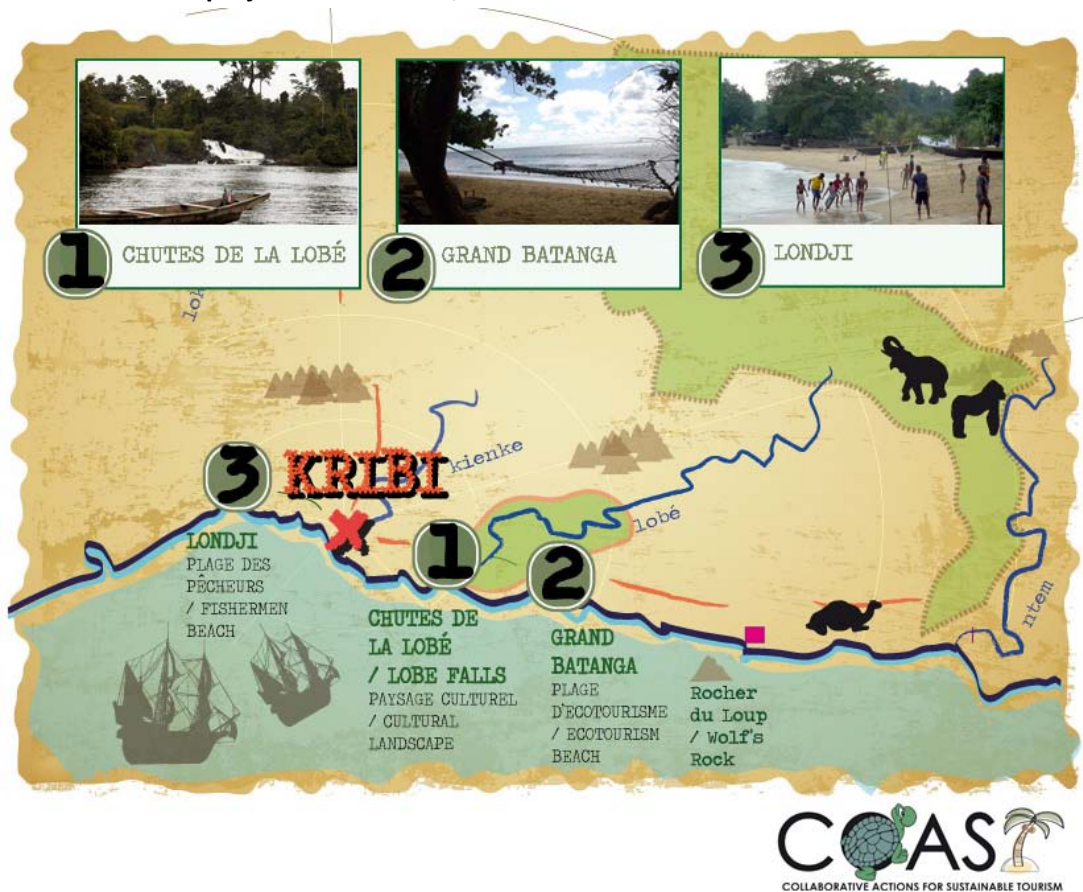 1 CHUTES DE LA LOBÉ
2 GRAND BATANGA
3 LONDJI
kienke
lobé
ntem
3
KRIBI
1
2
LONDJI
PLAGE DES
PÊCHEURS
/ FISHERMEN
BEACH
CHUTES DE
LA LOBÉ
/ LOBE FALLS
PAYSAGE CULTUREL
/ CULTURAL
LANDSCAPE
GRAND
BATANGA
PLAGE
D'ECOTOURISME
/ ECOTOURISM
BEACH
Rocher
du Loup
/ Wolf's
Rock
COAST
COLLABORATIVE ACTIONS FOR SUSTAINABLE TOURISM